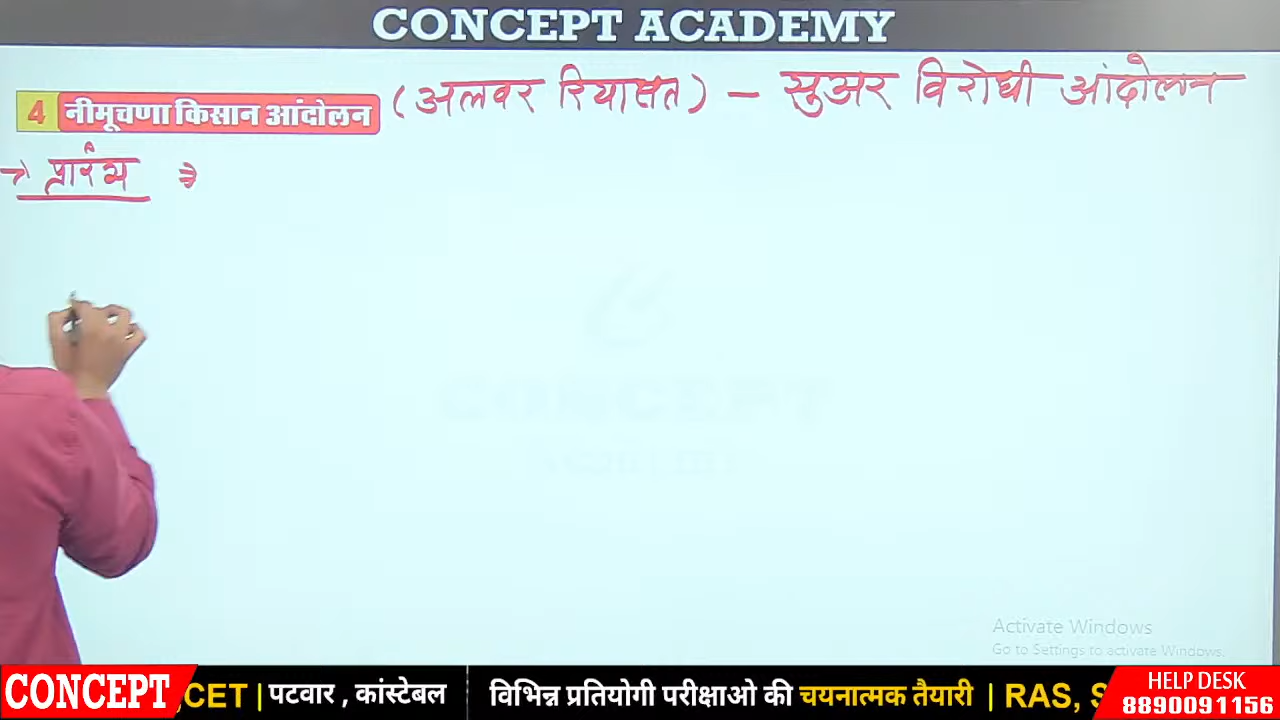 CONCEPT ACADEMY
4 नीमूचणा किसान आंदोलन (अलवर रियासत) – सुअर विरोधी आंदोलन
→ प्रारंभ ⇒
CONCEPT
Activate Windows
Go to Settings to activate Windows.
CONCEPT CET | पटवार , कांस्टेबल | विभिन्न प्रतियोगी परीक्षाओ की चयनात्मक तैयारी | RAS, S HELP DESK
8890091156